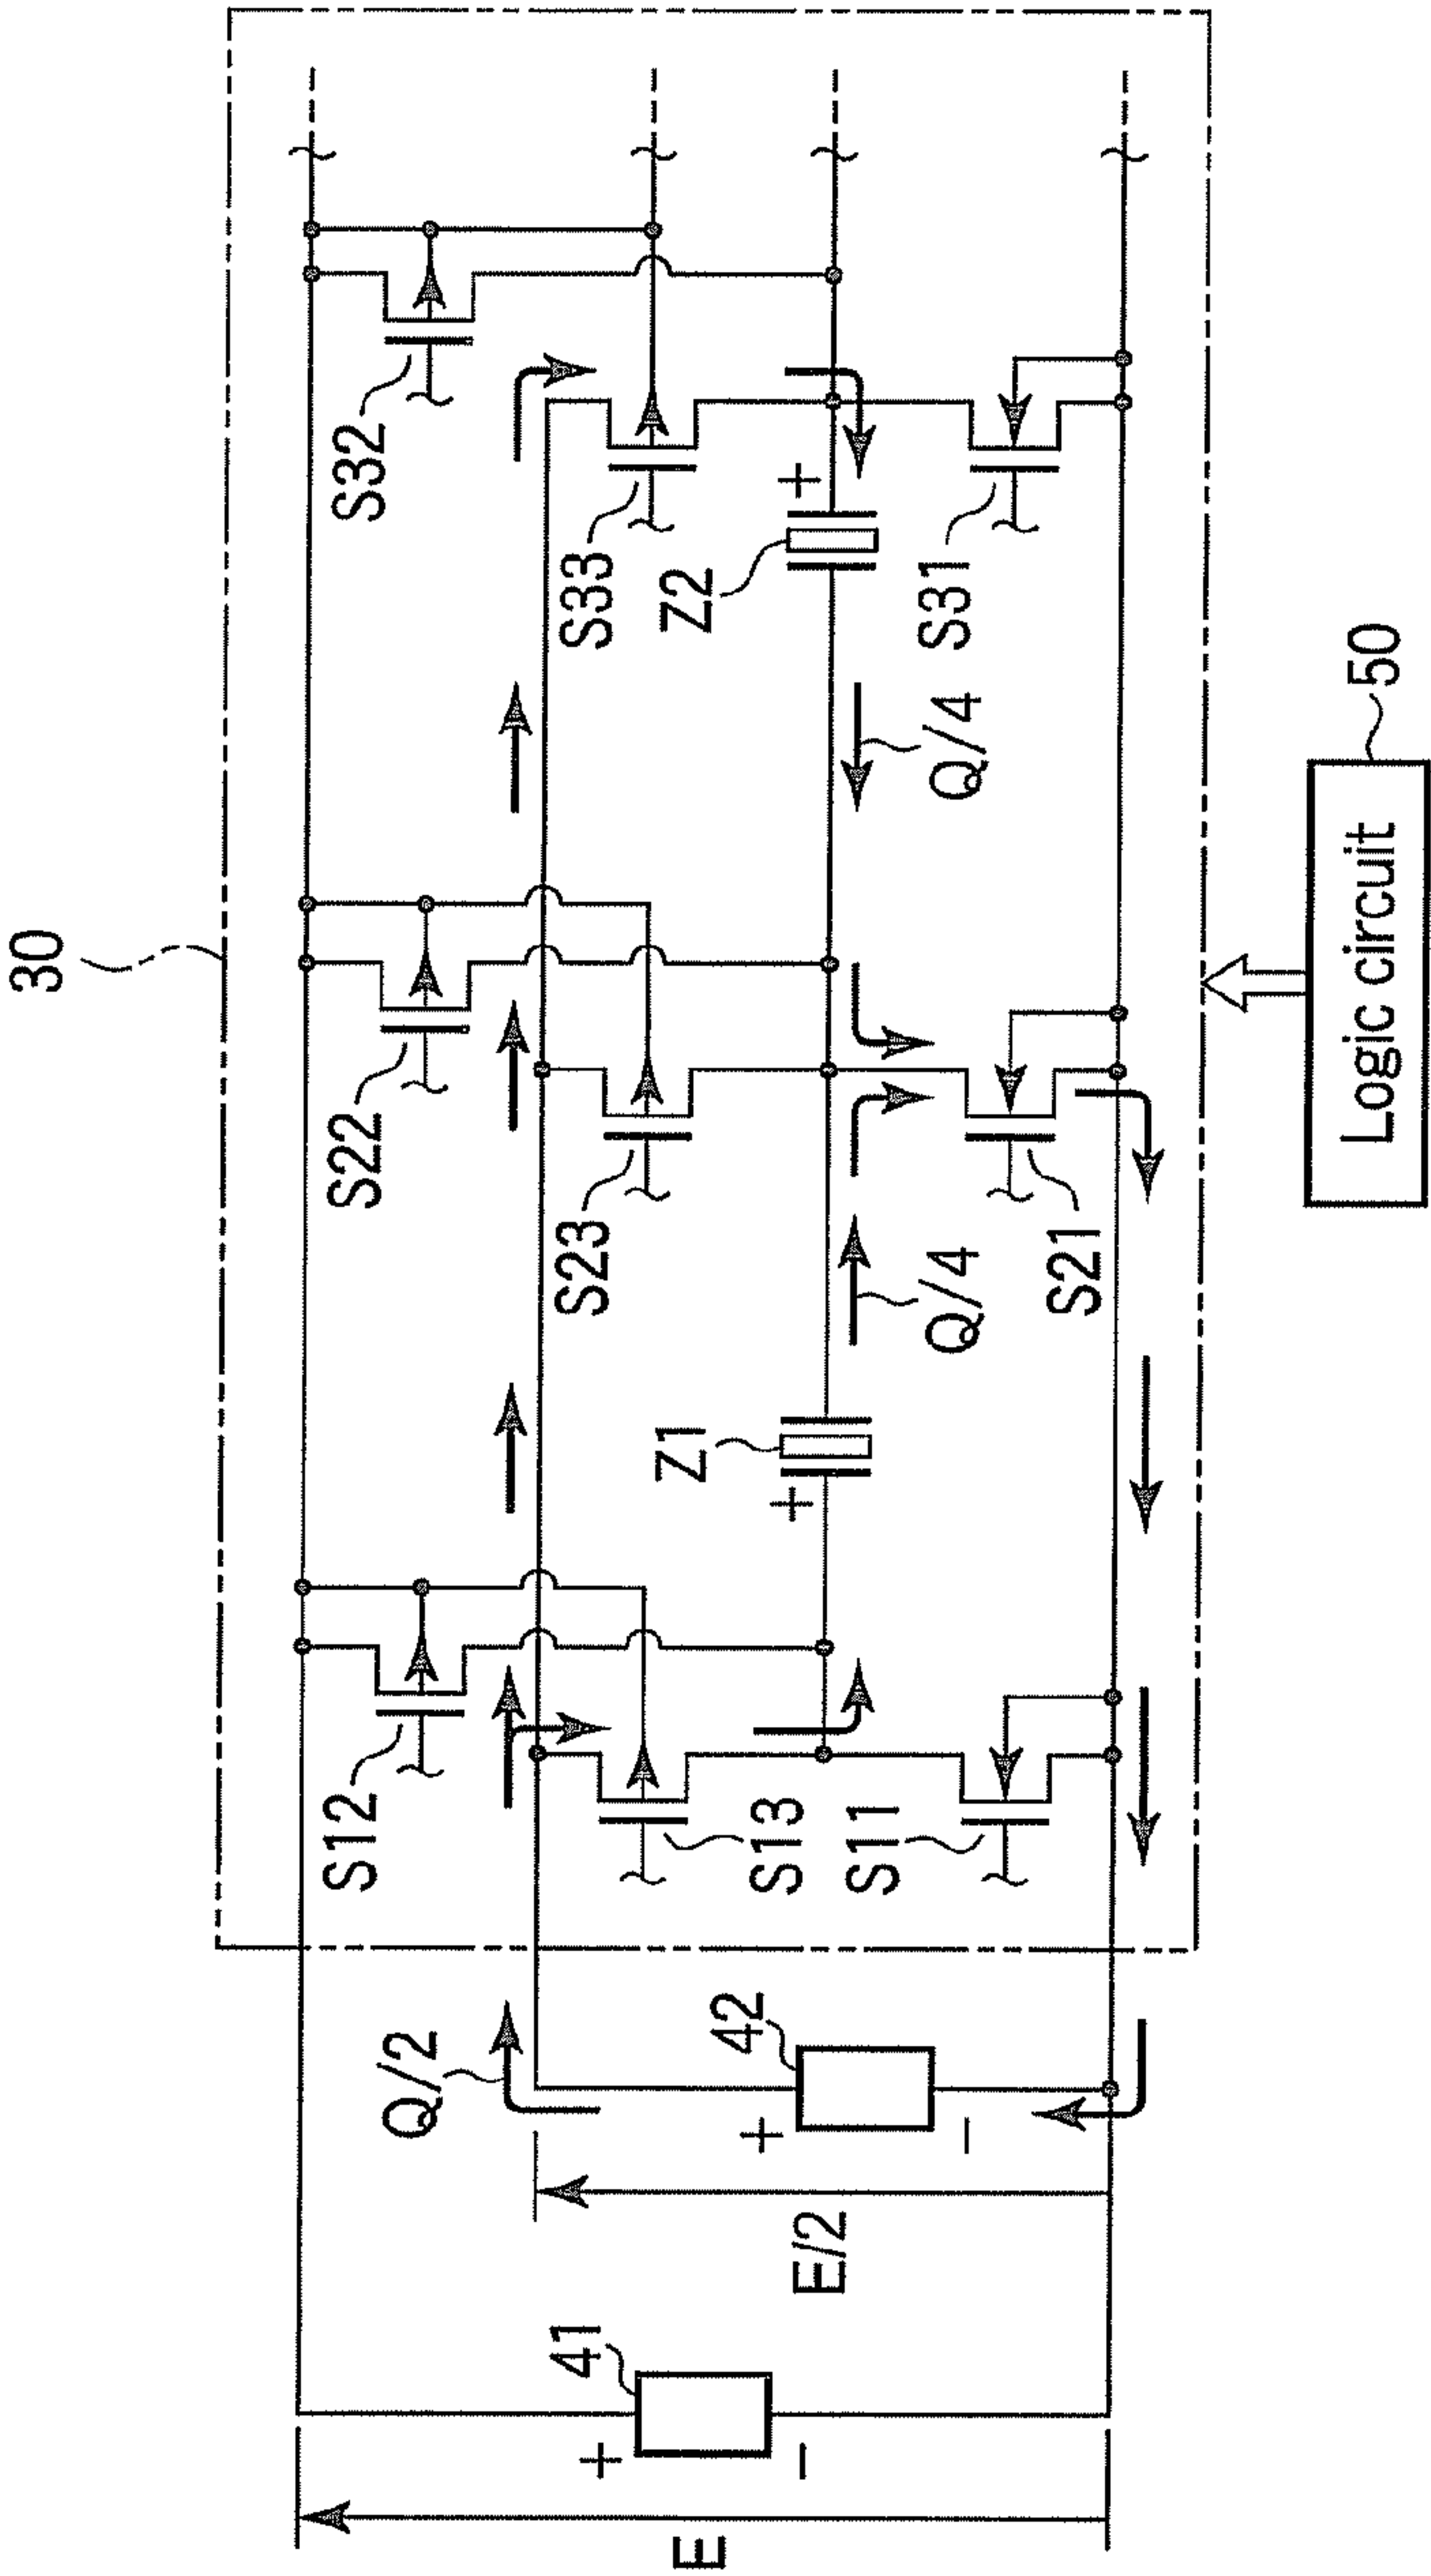 30
S12
S22
S32
Q/2
S13
S23
S33
Z1
Z2
+
+
E
41
+
−
E/2
42
+
−
S11
S21
S31
Q/4
Q/4
Logic circuit
50